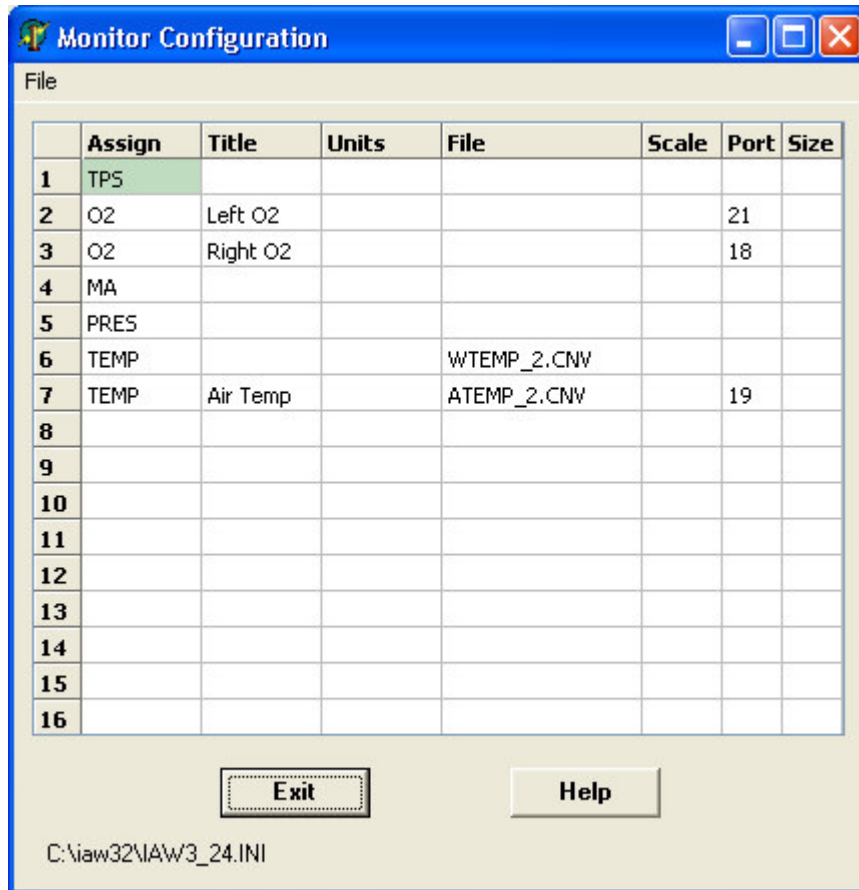 Monitor Configuration
File
Assign Title Units File Scale Port Size
1 TPS
2 O2 Left O2 21
3 O2 Right O2 18
4 MA
5 PRES
6 TEMP WTEMP_2.CNV
7 TEMP Air Temp ATEMP_2.CNV 19
8
9
10
11
12
13
14
15
16
Exit Help
C:\iaw32\IAW3_24.INI